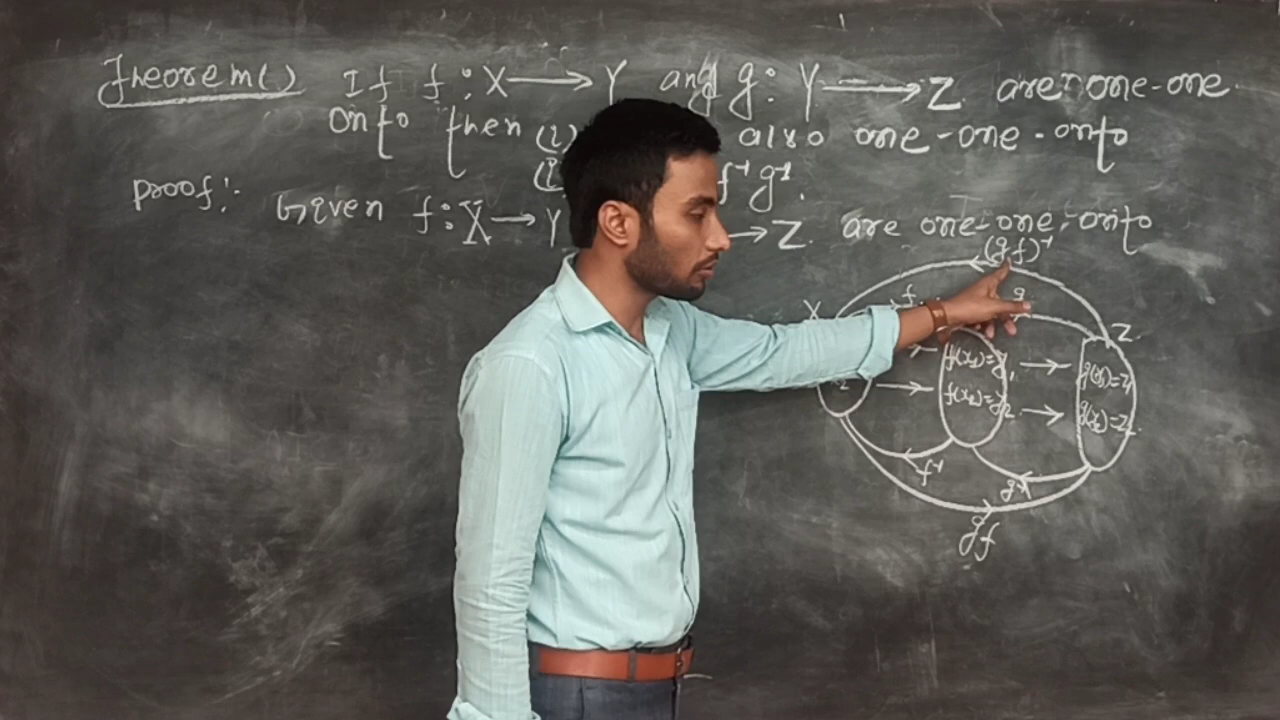 Theorem() If f : X → Y and g : Y → Z are one-one.
onto then (i) also one-one-onto
f⁻¹g⁻¹.
Proof: Given f : X → Y → Z. are one-one, onto
(gf)⁻¹
f g
X Z
f(x₁)=y₁ → g(y₁)=z₁
→ f(x₂)=y₂ → g(y₂)=z₂
f⁻¹ g⁻¹
gf